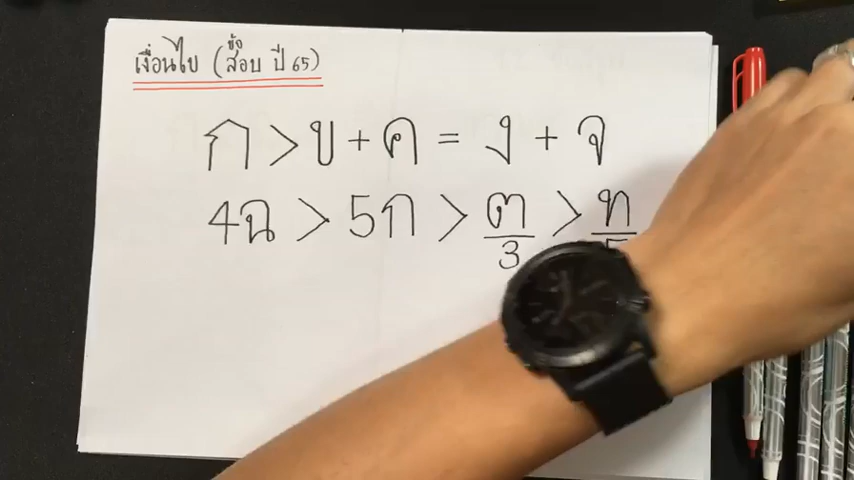 เงื่อนไข (ข้อสอบ ปี 65)
ก > ข + ค = ง + จ
4ฉ > 5ก > ต/3 > ท/5